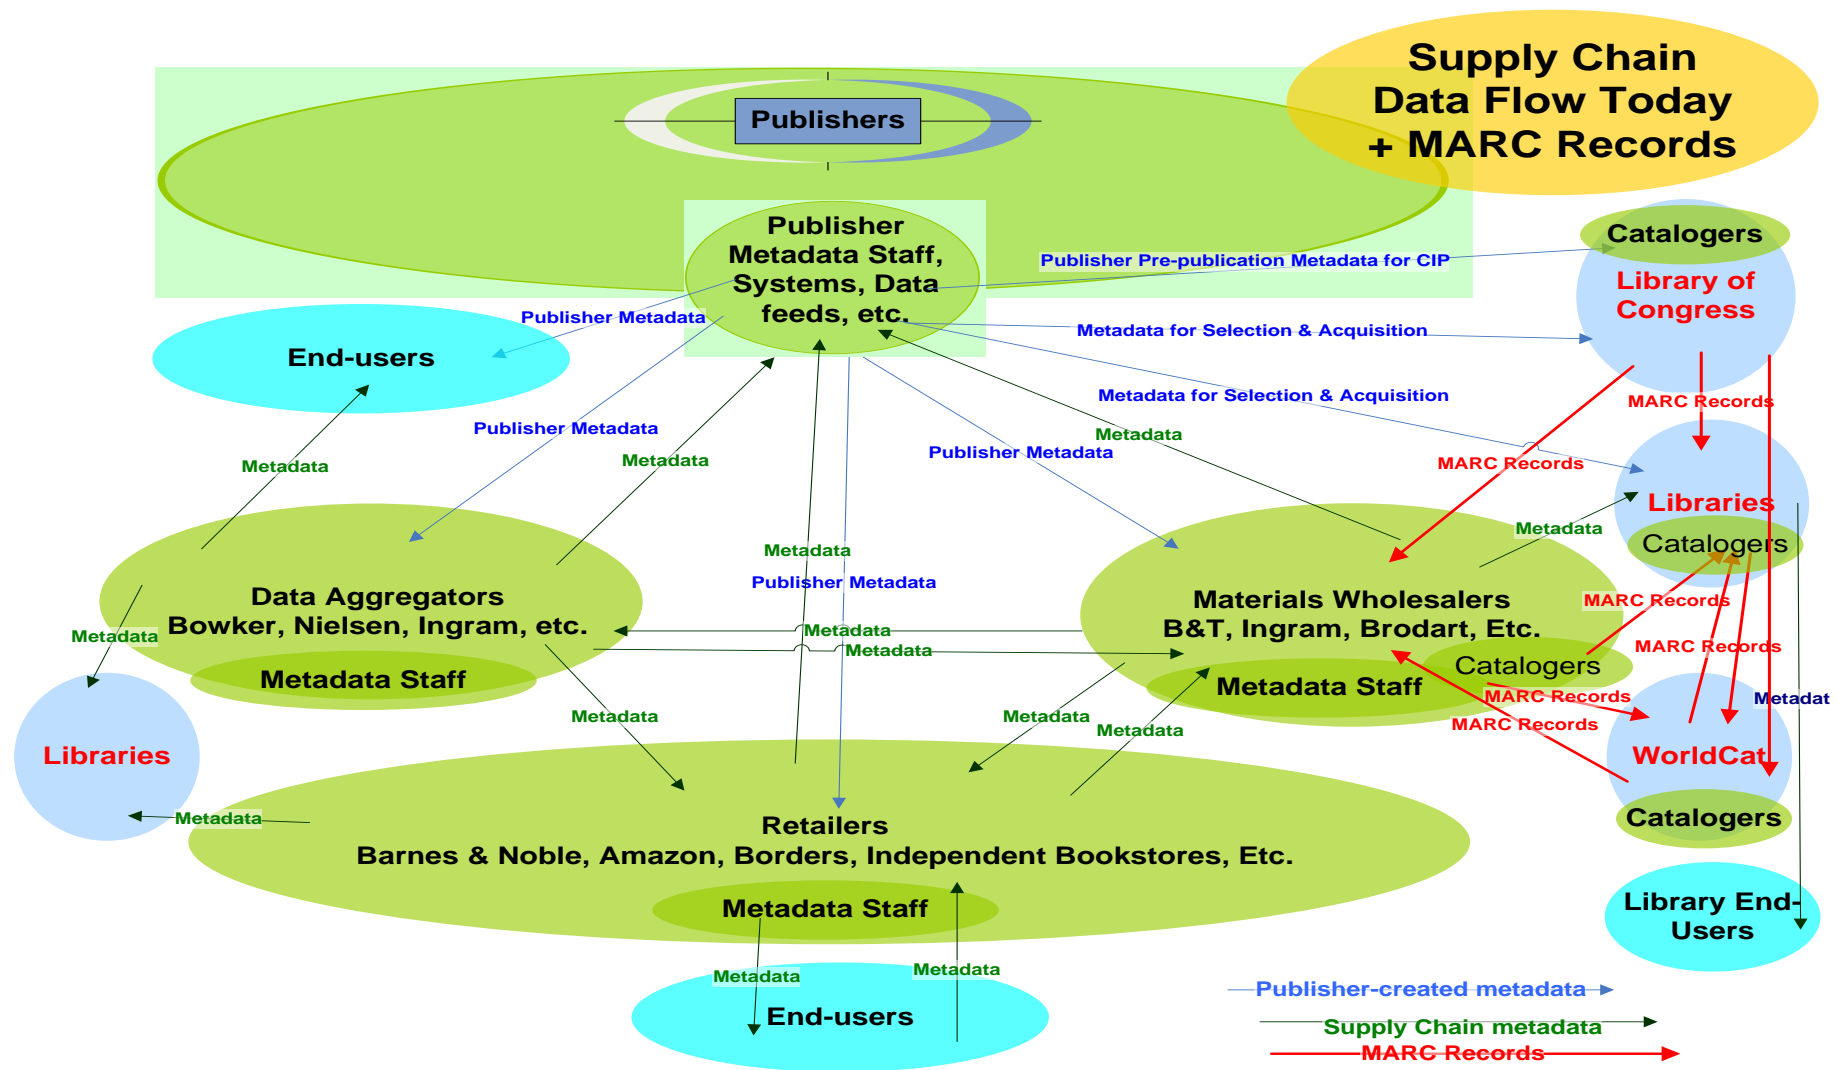 Supply Chain
Data Flow Today
+ MARC Records
Publishers
Publisher
Metadata Staff,
Systems, Data
feeds, etc.
Catalogers
Library of
Congress
Publisher Pre-publication Metadata for CIP
Publisher Metadata
Metadata for Selection & Acquisition
End-users
Metadata for Selection & Acquisition
MARC Records
Publisher Metadata
Metadata
Publisher Metadata
Metadata
Metadata
MARC Records
Libraries
Catalogers
Metadata
Metadata
Publisher Metadata
Data Aggregators
Bowker, Nielsen, Ingram, etc.
Metadata Staff
Materials Wholesalers
B&T, Ingram, Brodart, Etc.
Catalogers
Metadata Staff
MARC Records
Metadata
Metadata
Metadata
MARC Records
MARC Records
MARC Records
Metadat
Metadata
Metadata
Metadata
Libraries
WorldCat
Catalogers
Metadata
Retailers
Barnes & Noble, Amazon, Borders, Independent Bookstores, Etc.
Metadata Staff
Library End-
Users
Metadata
Metadata
End-users
Publisher-created metadata
Supply Chain metadata
MARC Records